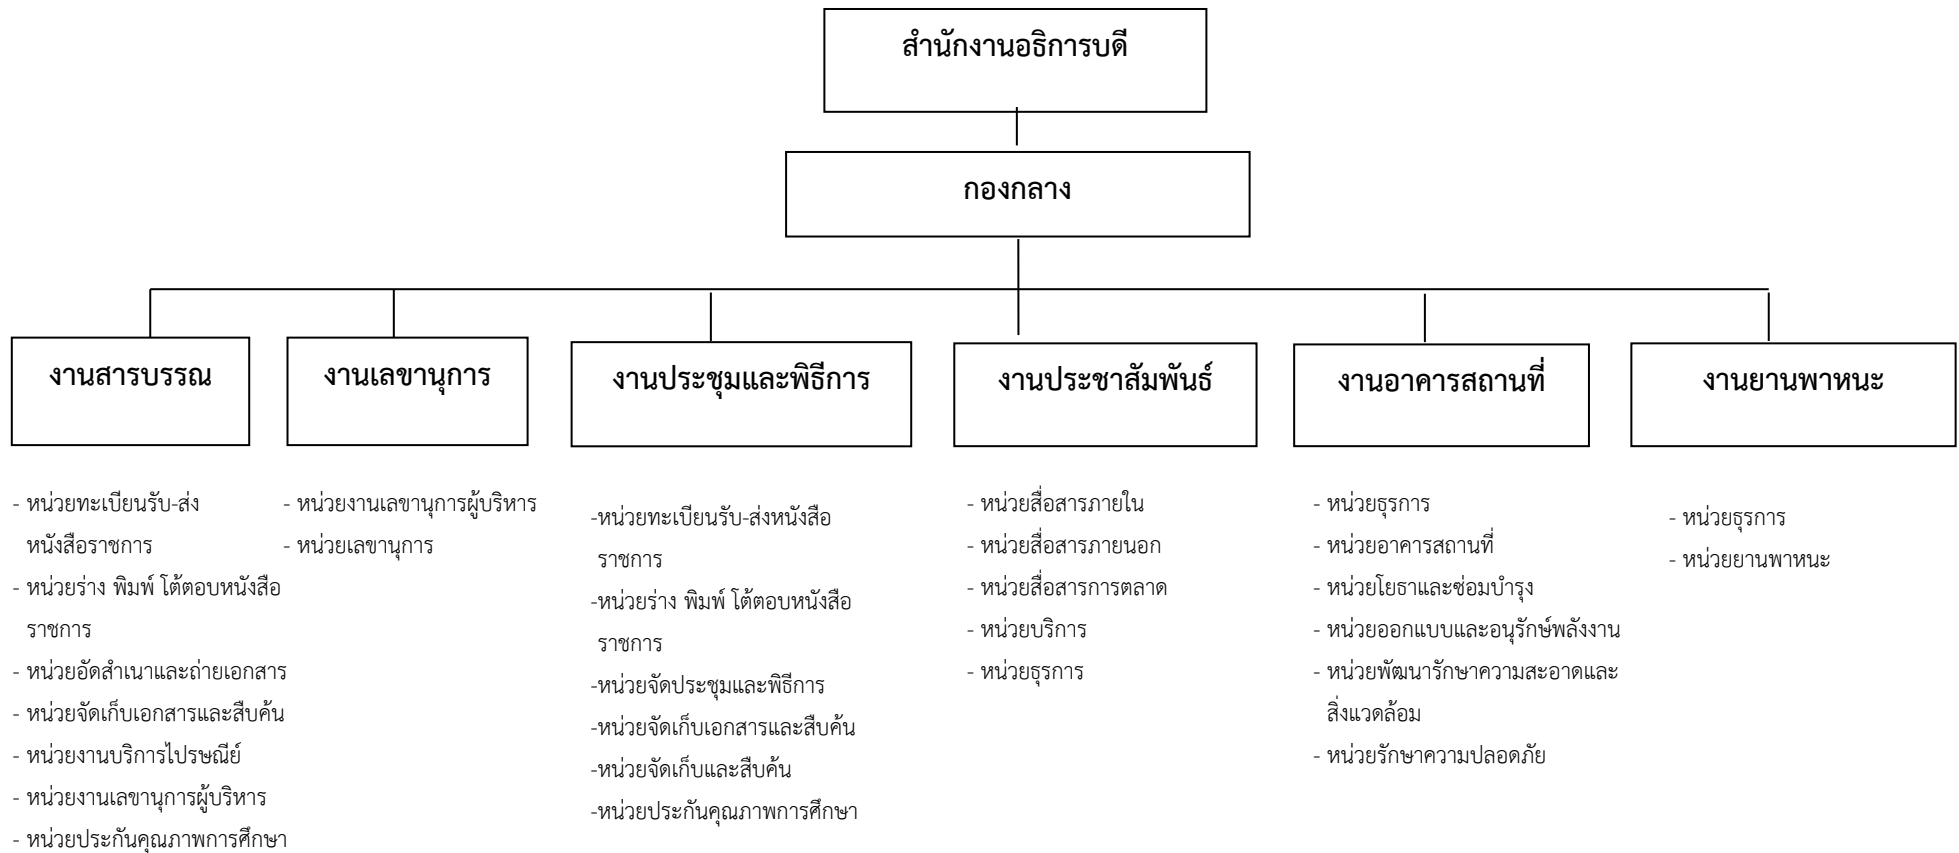 สำนักงานอธิการบดี
กองกลาง
งานสารบรรณ
งานเลขานุการ
งานประชุมและพิธีการ
งานประชาสัมพันธ์
งานอาคารสถานที่
งานยานพาหนะ
- หน่วยทะเบียนรับ-ส่ง
หนังสือราชการ
- หน่วยร่าง พิมพ์ โต้ตอบหนังสือ
ราชการ
- หน่วยอัดสำเนาและถ่ายเอกสาร
- หน่วยจัดเก็บเอกสารและสืบค้น
- หน่วยงานบริการไปรษณีย์
- หน่วยงานเลขานุการผู้บริหาร
- หน่วยประกันคุณภาพการศึกษา
- หน่วยงานเลขานุการผู้บริหาร
- หน่วยเลขานุการ
-หน่วยทะเบียนรับ-ส่งหนังสือ
ราชการ
-หน่วยร่าง พิมพ์ โต้ตอบหนังสือ
ราชการ
-หน่วยจัดประชุมและพิธีการ
-หน่วยจัดเก็บเอกสารและสืบค้น
-หน่วยจัดเก็บและสืบค้น
-หน่วยประกันคุณภาพการศึกษา
- หน่วยสื่อสารภายใน
- หน่วยสื่อสารภายนอก
- หน่วยสื่อสารการตลาด
- หน่วยบริการ
- หน่วยธุรการ
- หน่วยธุรการ
- หน่วยอาคารสถานที่
- หน่วยโยธาและซ่อมบำรุง
- หน่วยออกแบบและอนุรักษ์พลังงาน
- หน่วยพัฒนารักษาความสะอาดและ
สิ่งแวดล้อม
- หน่วยรักษาความปลอดภัย
- หน่วยธุรการ
- หน่วยยานพาหนะ